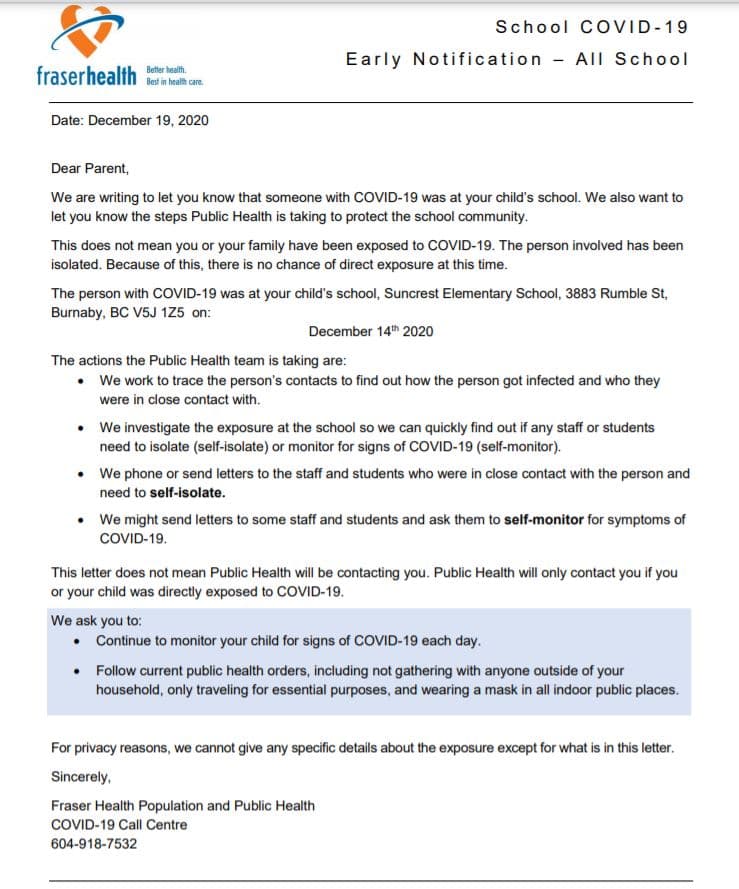 fraserhealth
Better health.
Best in health care.
School COVID-19
Early Notification – All School
Date: December 19, 2020
Dear Parent,
We are writing to let you know that someone with COVID-19 was at your child's school. We also want to
let you know the steps Public Health is taking to protect the school community.
This does not mean you or your family have been exposed to COVID-19. The person involved has been
isolated. Because of this, there is no chance of direct exposure at this time.
The person with COVID-19 was at your child's school, Suncrest Elementary School, 3883 Rumble St,
Burnaby, BC V5J 1Z5 on:
December 14th 2020
The actions the Public Health team is taking are:
• We work to trace the person's contacts to find out how the person got infected and who they
were in close contact with.
• We investigate the exposure at the school so we can quickly find out if any staff or students
need to isolate (self-isolate) or monitor for signs of COVID-19 (self-monitor).
• We phone or send letters to the staff and students who were in close contact with the person and
need to self-isolate.
• We might send letters to some staff and students and ask them to self-monitor for symptoms of
COVID-19.
This letter does not mean Public Health will be contacting you. Public Health will only contact you if you
or your child was directly exposed to COVID-19.
We ask you to:
• Continue to monitor your child for signs of COVID-19 each day.
• Follow current public health orders, including not gathering with anyone outside of your
household, only traveling for essential purposes, and wearing a mask in all indoor public places.
For privacy reasons, we cannot give any specific details about the exposure except for what is in this letter.
Sincerely,
Fraser Health Population and Public Health
COVID-19 Call Centre
604-918-7532